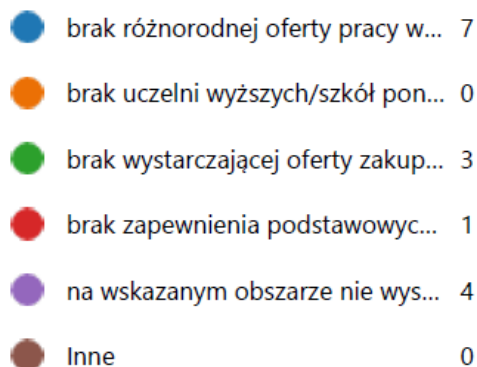 brak różnorodnej oferty pracy w... 7
brak uczelni wyższych/szkół pon... 0
brak wystarczającej oferty zakup... 3
brak zapewnienia podstawowyc... 1
na wskazanym obszarze nie wys... 4
Inne 0